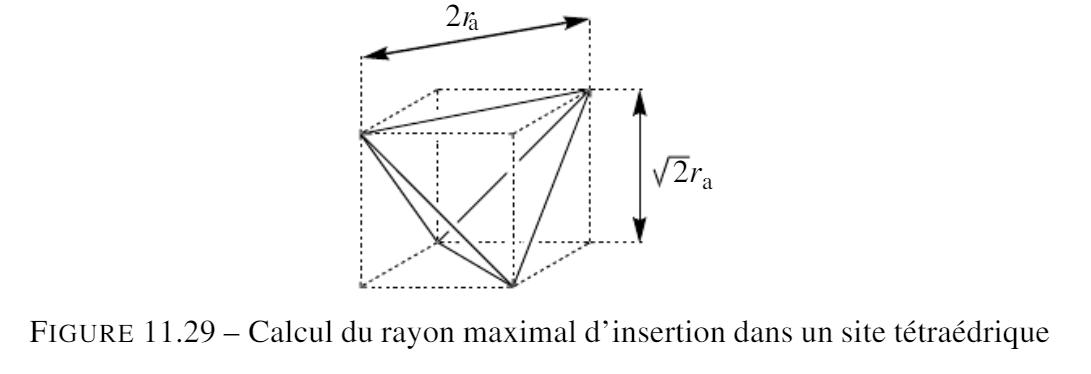 2rₐ
√2rₐ
FIGURE 11.29 – Calcul du rayon maximal d’insertion dans un site tétraédrique